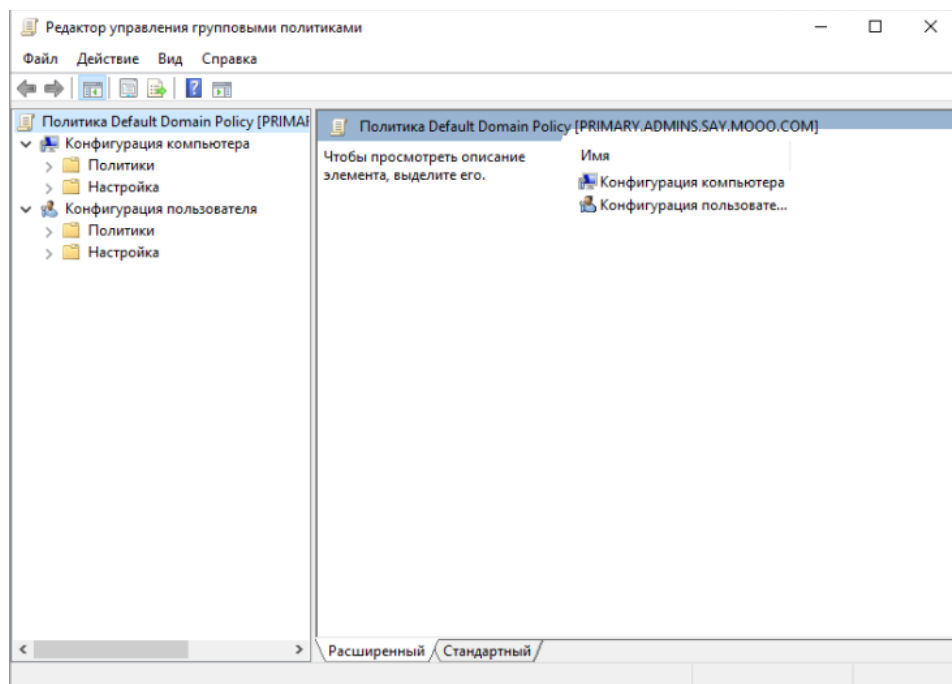 Редактор управления групповыми политиками
Файл Действие Вид Справка
Политика Default Domain Policy [PRIMAR
Конфигурация компьютера
Политики
Настройка
Конфигурация пользователя
Политики
Настройка
Политика Default Domain Policy [PRIMARY.ADMINS.SAY.MOOO.COM]
Чтобы просмотреть описание
элемента, выделите его.
Имя
Конфигурация компьютера
Конфигурация пользовате...
Расширенный Стандартный